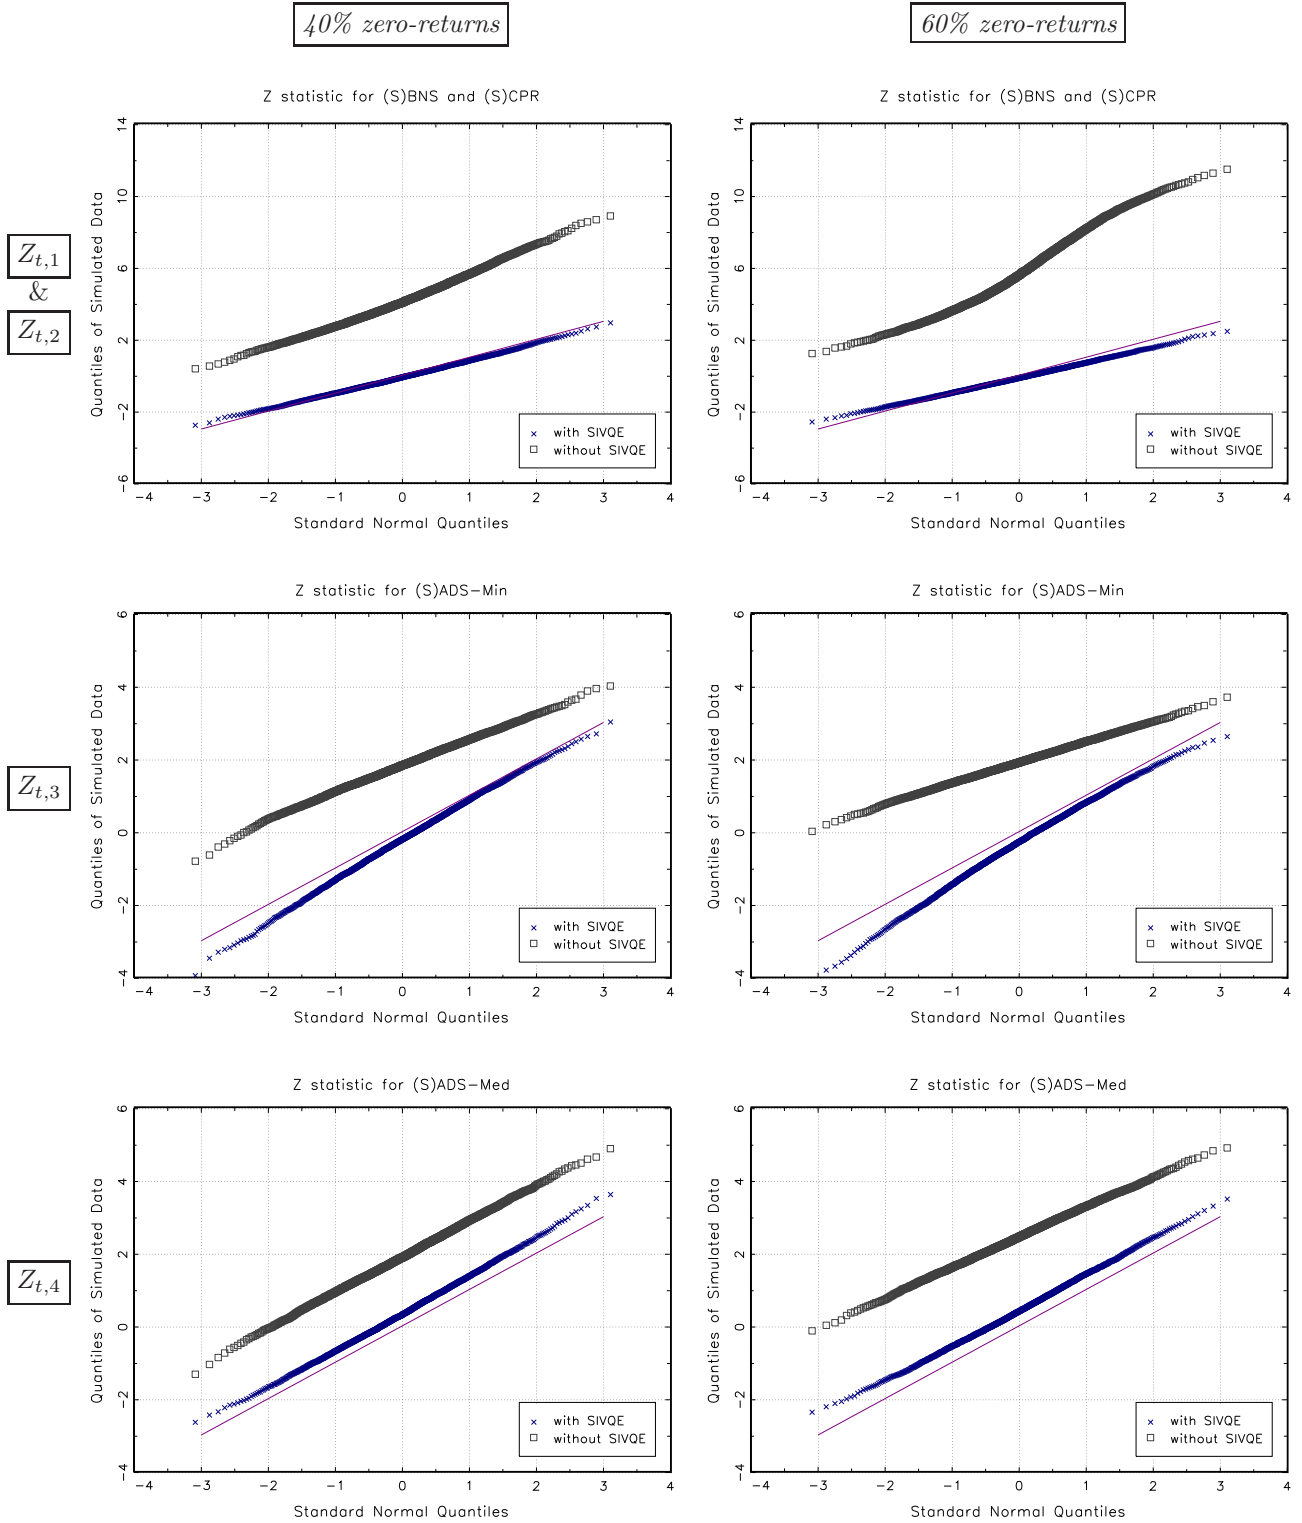 40% zero-returns
60% zero-returns
Z statistic for (S)BNS and (S)CPR
Z statistic for (S)BNS and (S)CPR
Z_{t,1}
&
Z_{t,2}
Quantiles of Simulated Data
14
10
6
2
−2
−6
with SIVQE
without SIVQE
−4 −3 −2 −1 0 1 2 3 4
Standard Normal Quantiles
Quantiles of Simulated Data
14
10
6
2
−2
−6
with SIVQE
without SIVQE
−4 −3 −2 −1 0 1 2 3 4
Standard Normal Quantiles
Z statistic for (S)ADS−Min
Z statistic for (S)ADS−Min
Z_{t,3}
Quantiles of Simulated Data
6
4
2
0
−2
−4
with SIVQE
without SIVQE
−4 −3 −2 −1 0 1 2 3 4
Standard Normal Quantiles
Quantiles of Simulated Data
6
4
2
0
−2
−4
with SIVQE
without SIVQE
−4 −3 −2 −1 0 1 2 3 4
Standard Normal Quantiles
Z statistic for (S)ADS−Med
Z statistic for (S)ADS−Med
Z_{t,4}
Quantiles of Simulated Data
6
4
2
0
−2
−4
with SIVQE
without SIVQE
−4 −3 −2 −1 0 1 2 3 4
Standard Normal Quantiles
Quantiles of Simulated Data
6
4
2
0
−2
−4
with SIVQE
without SIVQE
−4 −3 −2 −1 0 1 2 3 4
Standard Normal Quantiles